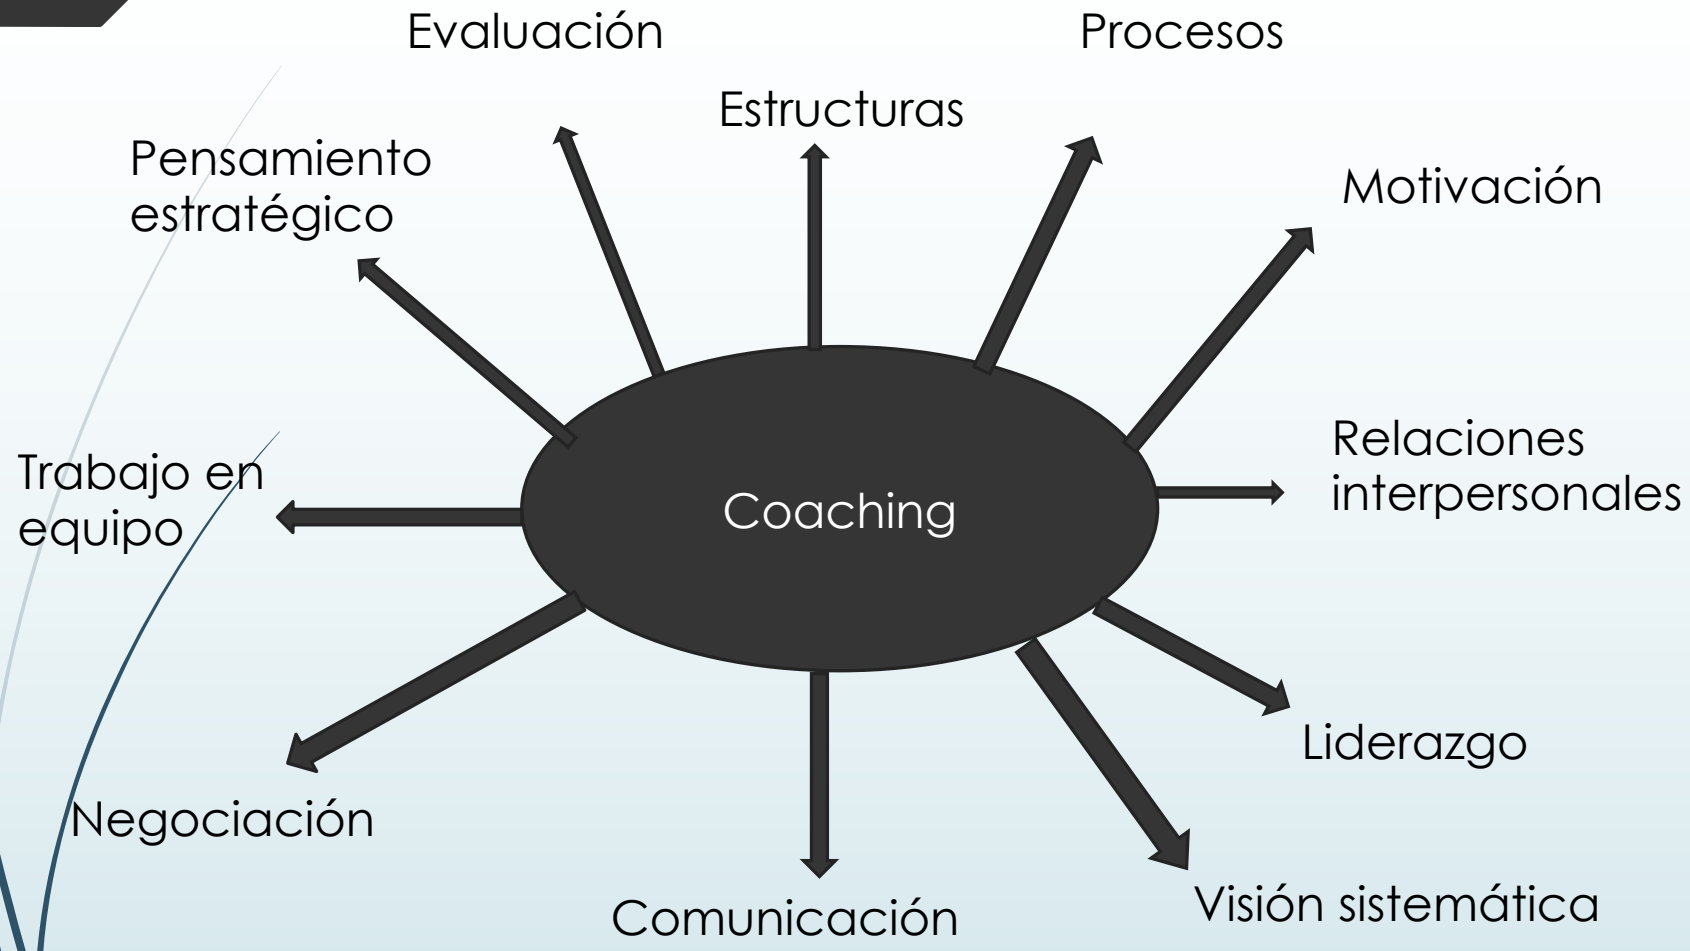 Evaluación
Procesos
Estructuras
Pensamiento
estratégico
Motivación
Relaciones
interpersonales
Trabajo en
equipo
Coaching
Liderazgo
Negociación
Visión sistemática
Comunicación